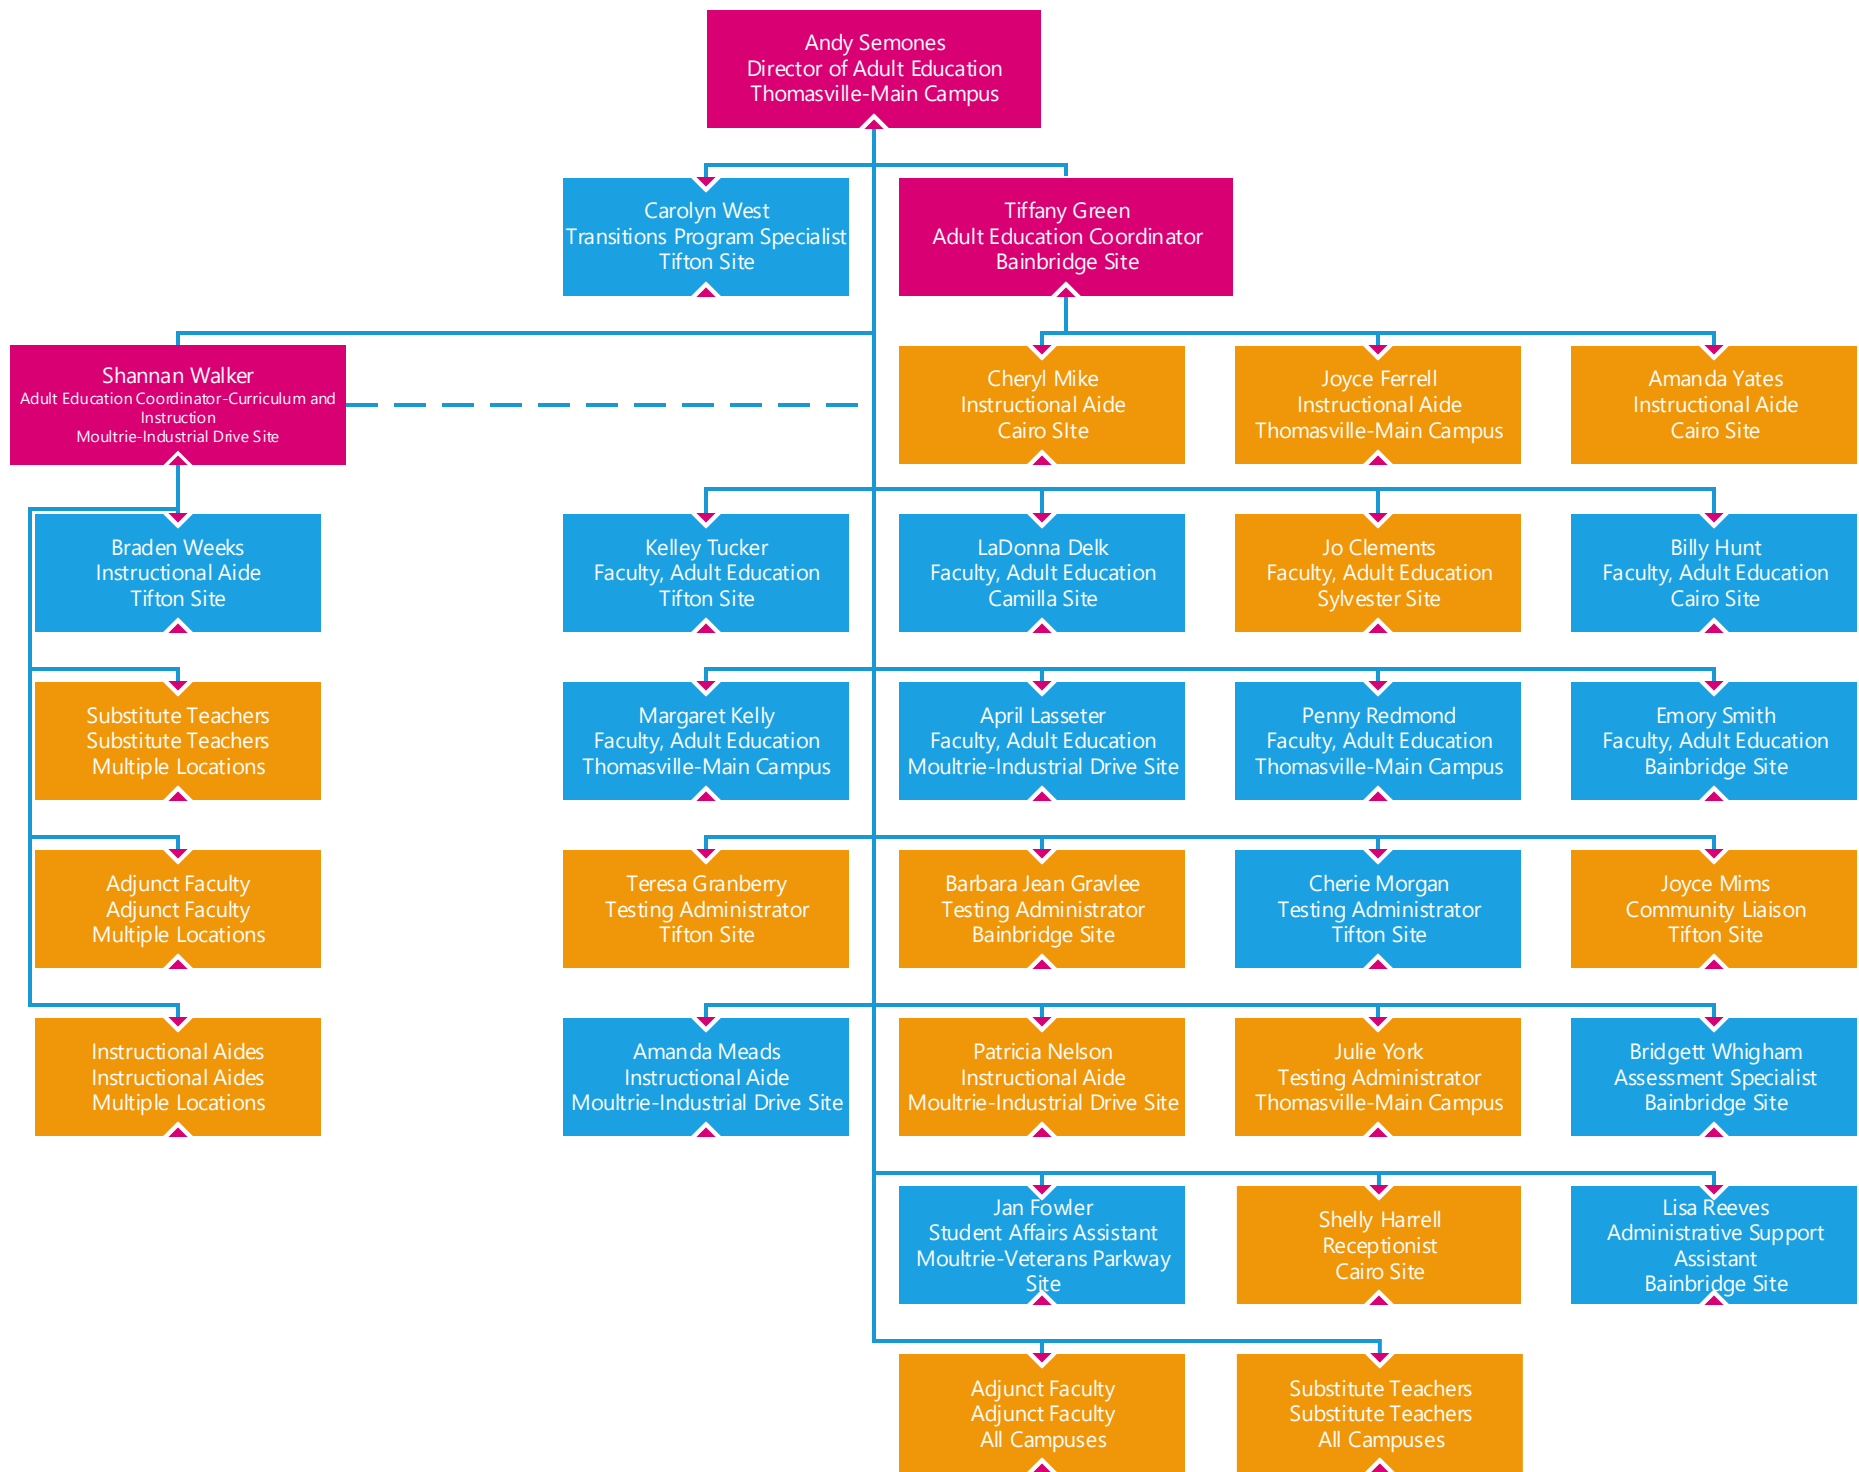 Andy Semones
Director of Adult Education
Thomasville-Main Campus
Carolyn West
Transitions Program Specialist
Tifton Site
Tiffany Green
Adult Education Coordinator
Bainbridge Site
Shannan Walker
Adult Education Coordinator-Curriculum and
Instruction
Moultrie-Industrial Drive Site
Cheryl Mike
Instructional Aide
Cairo SIte
Joyce Ferrell
Instructional Aide
Thomasville-Main Campus
Amanda Yates
Instructional Aide
Cairo Site
Braden Weeks
Instructional Aide
Tifton Site
Kelley Tucker
Faculty, Adult Education
Tifton Site
LaDonna Delk
Faculty, Adult Education
Camilla Site
Jo Clements
Faculty, Adult Education
Sylvester Site
Billy Hunt
Faculty, Adult Education
Cairo Site
Substitute Teachers
Substitute Teachers
Multiple Locations
Margaret Kelly
Faculty, Adult Education
Thomasville-Main Campus
April Lasseter
Faculty, Adult Education
Moultrie-Industrial Drive Site
Penny Redmond
Faculty, Adult Education
Thomasville-Main Campus
Emory Smith
Faculty, Adult Education
Bainbridge Site
Adjunct Faculty
Adjunct Faculty
Multiple Locations
Teresa Granberry
Testing Administrator
Tifton Site
Barbara Jean Gravlee
Testing Administrator
Bainbridge Site
Cherie Morgan
Testing Administrator
Tifton Site
Joyce Mims
Community Liaison
Tifton Site
Instructional Aides
Instructional Aides
Multiple Locations
Amanda Meads
Instructional Aide
Moultrie-Industrial Drive Site
Patricia Nelson
Instructional Aide
Moultrie-Industrial Drive Site
Julie York
Testing Administrator
Thomasville-Main Campus
Bridgett Whigham
Assessment Specialist
Bainbridge Site
Jan Fowler
Student Affairs Assistant
Moultrie-Veterans Parkway
Site
Shelly Harrell
Receptionist
Cairo Site
Lisa Reeves
Administrative Support
Assistant
Bainbridge Site
Adjunct Faculty
Adjunct Faculty
All Campuses
Substitute Teachers
Substitute Teachers
All Campuses